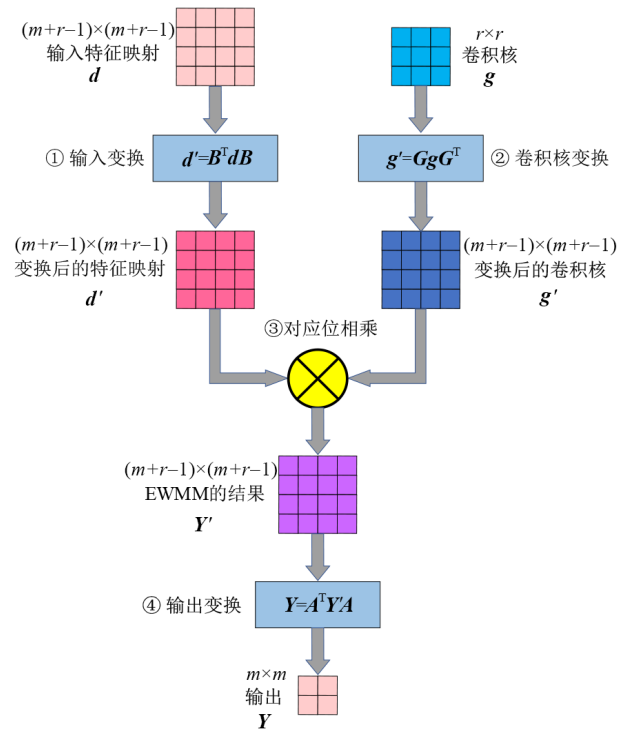 (m+r−1)×(m+r−1)
输入特征映射
d
r×r
卷积核
g
① 输入变换
d′=BᵀdB
g′=GgGᵀ
② 卷积核变换
(m+r−1)×(m+r−1)
变换后的特征映射
d′
(m+r−1)×(m+r−1)
变换后的卷积核
g′
③对应位相乘
(m+r−1)×(m+r−1)
EWMM的结果
Y′
④ 输出变换
Y=AᵀY′A
m×m
输出
Y